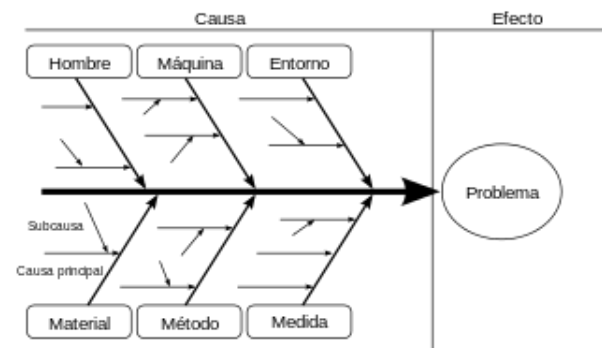 Causa
Efecto
Hombre
Máquina
Entorno
Problema
Subcausa
Causa principal
Material
Método
Medida